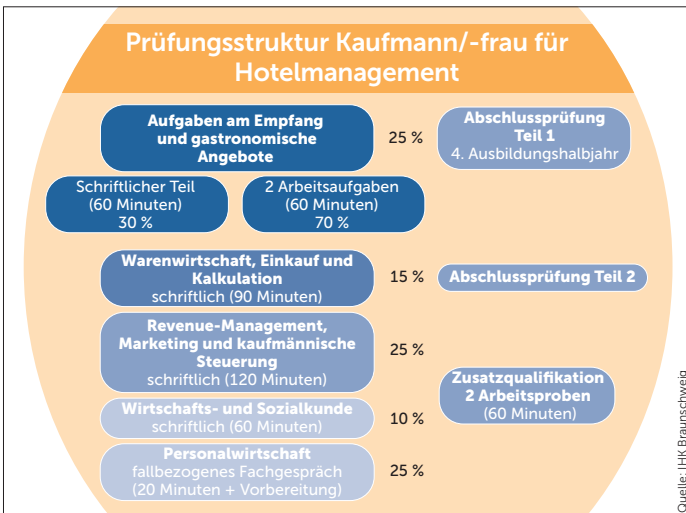 Prüfungsstruktur Kaufmann/-frau für
Hotelmanagement
Aufgaben am Empfang
und gastronomische
Angebote
25 %
Abschlussprüfung
Teil 1
4. Ausbildungshalbjahr
Schriftlicher Teil
(60 Minuten)
30 %
2 Arbeitsaufgaben
(60 Minuten)
70 %
Warenwirtschaft, Einkauf und
Kalkulation
schriftlich (90 Minuten)
15 %
Abschlussprüfung Teil 2
Revenue-Management,
Marketing und kaufmännische
Steuerung
schriftlich (120 Minuten)
25 %
Zusatzqualifikation
2 Arbeitsproben
(60 Minuten)
Wirtschafts- und Sozialkunde
schriftlich (60 Minuten)
10 %
Personalwirtschaft
fallbezogenes Fachgespräch
(20 Minuten + Vorbereitung)
25 %
Quelle: IHK Braunschweig